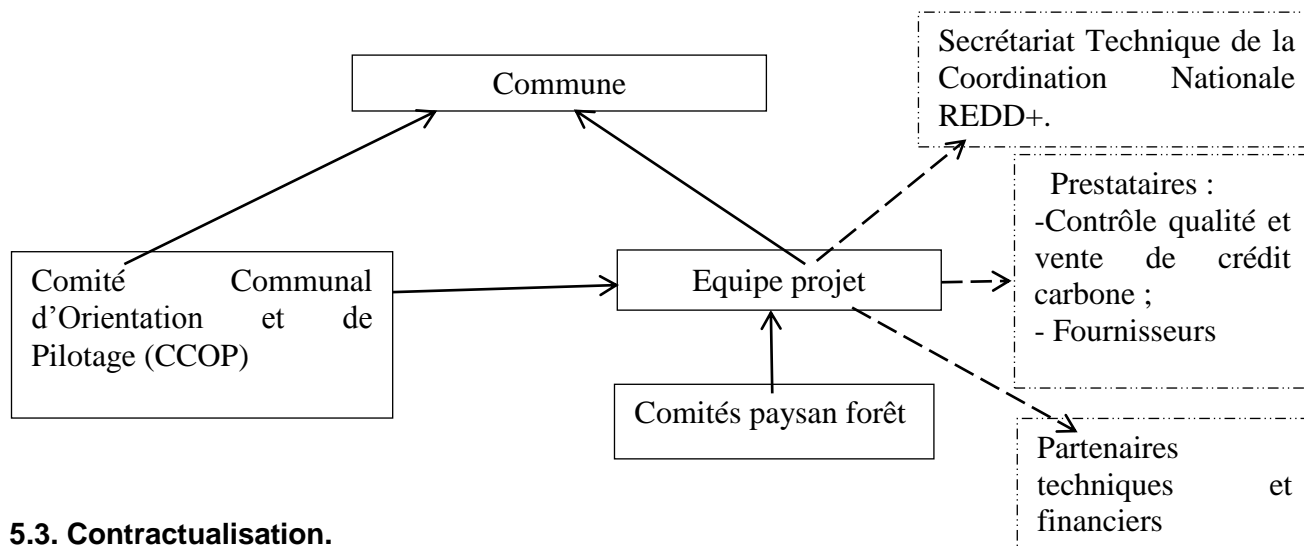 Secrétariat Technique de la
Coordination Nationale
REDD+.
Commune
Prestataires :
-Contrôle qualité et
vente de crédit
carbone ;
- Fournisseurs
Comité Communal
d’Orientation et de
Pilotage (CCOP)
Equipe projet
Comités paysan forêt
Partenaires
techniques et
financiers
5.3. Contractualisation.